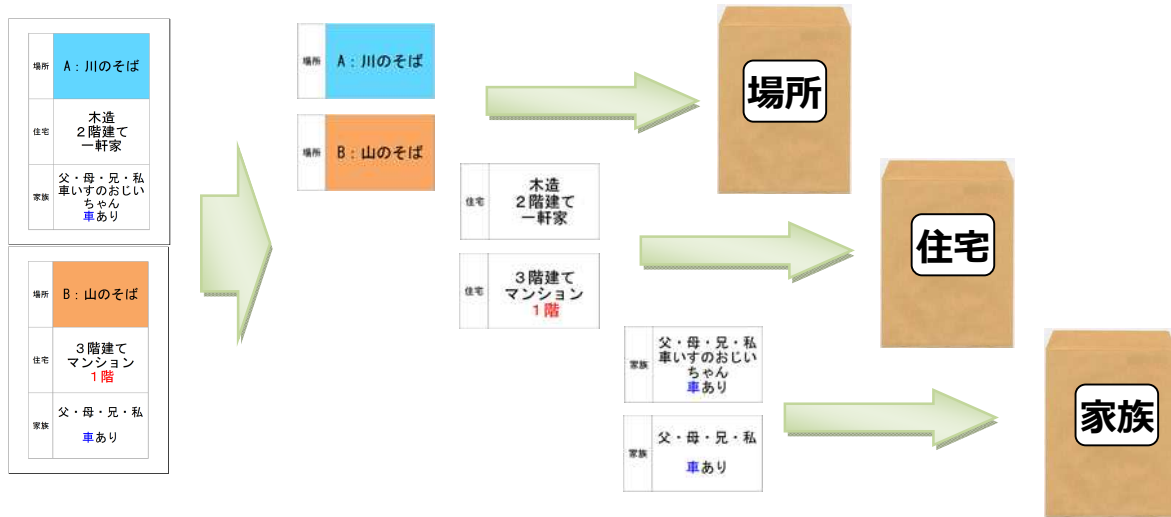 場所
A：川のそば
住宅
木造
２階建て
一軒家
家族
父・母・兄・私
車いすのおじい
ちゃん
車あり
場所
B：山のそば
住宅
３階建て
マンション
１階
家族
父・母・兄・私
車あり
場所
A：川のそば
場所
B：山のそば
住宅
木造
２階建て
一軒家
住宅
３階建て
マンション
１階
家族
父・母・兄・私
車いすのおじい
ちゃん
車あり
家族
父・母・兄・私
車あり
場所
住宅
家族